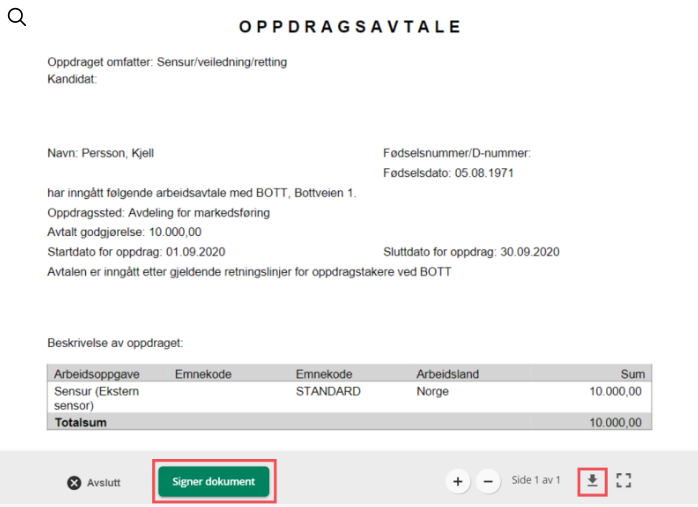 OPPDRAGSAVTALE
Oppdraget omfatter: Sensur/veiledning/retting
Kandidat:
Navn: Persson, Kjell Fødselsnummer/D-nummer:
Fødselsdato: 05.08.1971
har inngått følgende arbeidsavtale med BOTT, Bottveien 1.
Oppdragssted: Avdeling for markedsføring
Avtalt godgjørelse: 10.000,00
Startdato for oppdrag: 01.09.2020 Sluttdato for oppdrag: 30.09.2020
Avtalen er inngått etter gjeldende retningslinjer for oppdragstakere ved BOTT
Beskrivelse av oppdraget:
Arbeidsoppgave Emnekode Emnekode Arbeidsland Sum
Sensur (Ekstern STANDARD Norge 10.000,00
sensor)
Totalsum 10.000,00
Avslutt Signer dokument + − Side 1 av 1